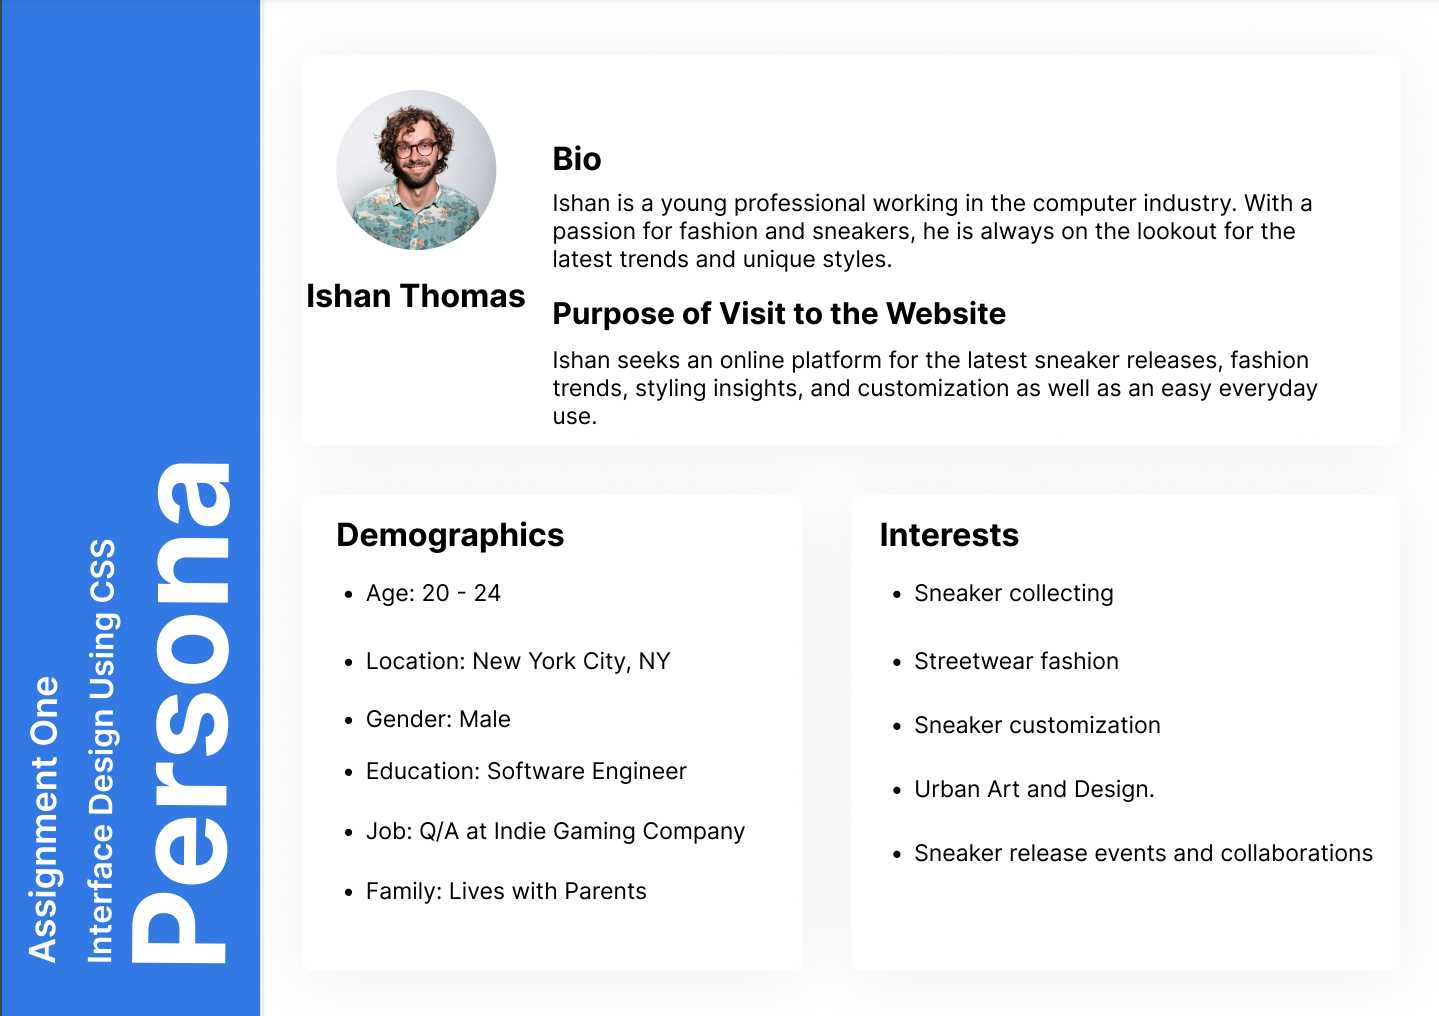 Assignment One
Interface Design Using CSS
Persona
Ishan Thomas
Bio
Ishan is a young professional working in the computer industry. With a
passion for fashion and sneakers, he is always on the lookout for the
latest trends and unique styles.
Purpose of Visit to the Website
Ishan seeks an online platform for the latest sneaker releases, fashion
trends, styling insights, and customization as well as an easy everyday
use.
Demographics
• Age: 20 - 24
• Location: New York City, NY
• Gender: Male
• Education: Software Engineer
• Job: Q/A at Indie Gaming Company
• Family: Lives with Parents
Interests
• Sneaker collecting
• Streetwear fashion
• Sneaker customization
• Urban Art and Design.
• Sneaker release events and collaborations